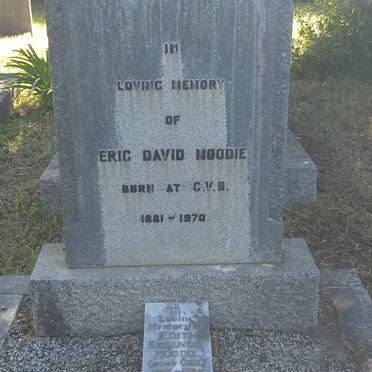 IN
LOVING MEMORY
OF
ERIC DAVID MOODIE
BORN AT G.V.B.
1881 - 1970
In
Loving
Memory of
EDITH
MOODIE